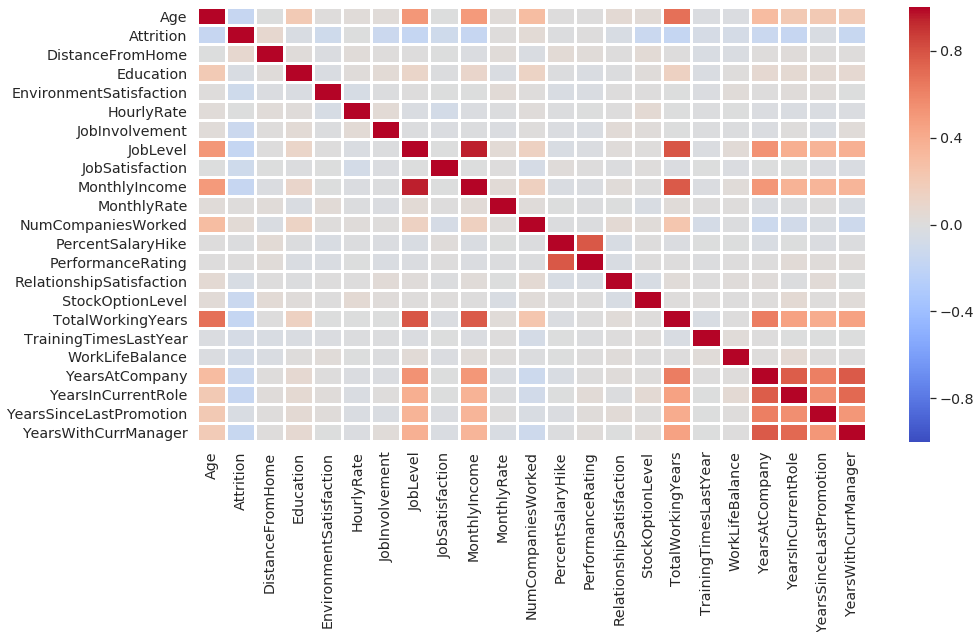 Age
Attrition
DistanceFromHome
Education
EnvironmentSatisfaction
HourlyRate
JobInvolvement
JobLevel
JobSatisfaction
MonthlyIncome
MonthlyRate
NumCompaniesWorked
PercentSalaryHike
PerformanceRating
RelationshipSatisfaction
StockOptionLevel
TotalWorkingYears
TrainingTimesLastYear
WorkLifeBalance
YearsAtCompany
YearsInCurrentRole
YearsSinceLastPromotion
YearsWithCurrManager
Age
Attrition
DistanceFromHome
Education
EnvironmentSatisfaction
HourlyRate
JobInvolvement
JobLevel
JobSatisfaction
MonthlyIncome
MonthlyRate
NumCompaniesWorked
PercentSalaryHike
PerformanceRating
RelationshipSatisfaction
StockOptionLevel
TotalWorkingYears
TrainingTimesLastYear
WorkLifeBalance
YearsAtCompany
YearsInCurrentRole
YearsSinceLastPromotion
YearsWithCurrManager
0.8
0.4
0.0
−0.4
−0.8